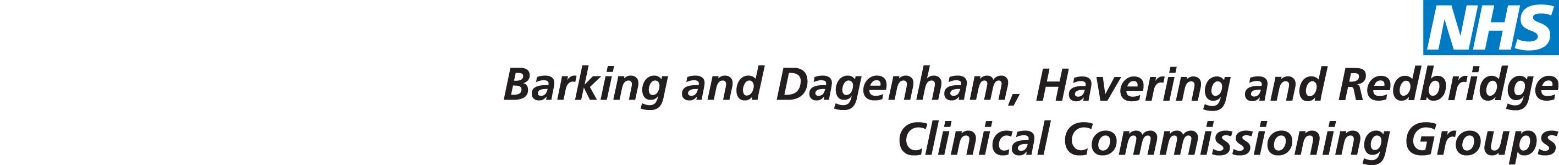 NHS
Barking and Dagenham, Havering and Redbridge
Clinical Commissioning Groups